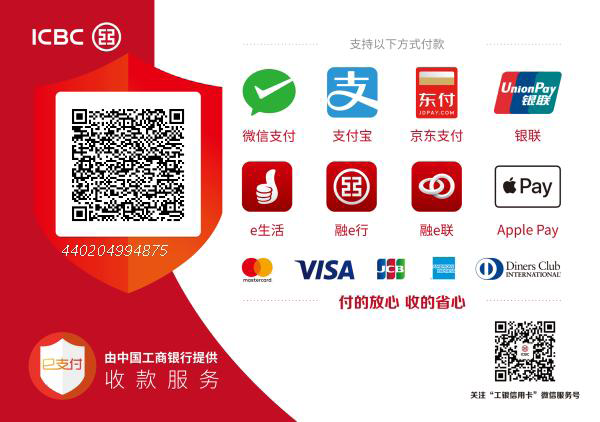 ICBC
440204994875
e支付
由中国工商银行提供
收款服务
支持以下方式付款
微信支付
支
支付宝
东付
JDPAY.COM
京东支付
UnionPay
银联
银联
e生活
融e行
融e联
Pay
Apple Pay
mastercard
VISA
JCB
Diners Club
INTERNATIONAL
付的放心 收的省心
ICBC
关注“工银信用卡”微信服务号